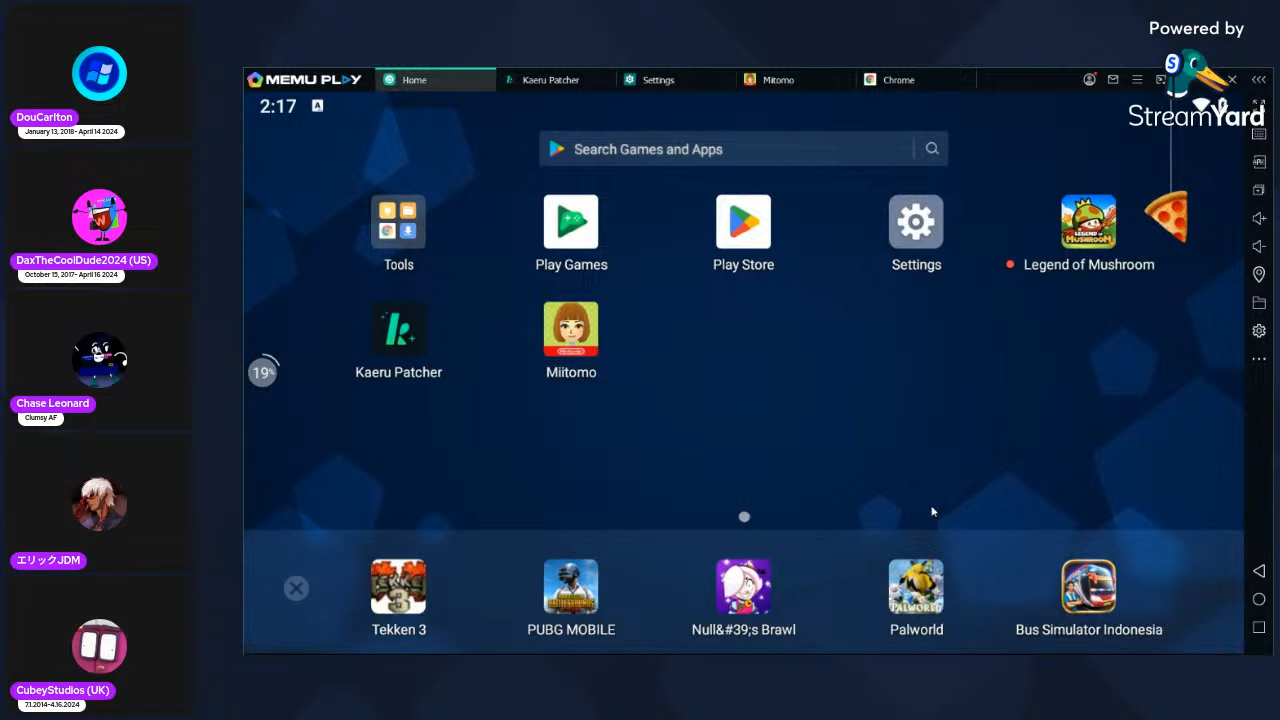 Powered by
StreamYard
DouCarlton
January 13, 2018- April 14 2024
DaxTheCoolDude2024 (US)
October 15, 2017- April 16 2024
Chase Leonard
Clumsy AF
エリックJDM
CubeyStudios (UK)
7.1.2014-4.16.2024
MEMU PLAY
Home
Kaeru Patcher
Settings
Miitomo
Chrome
2:17
A
Search Games and Apps
Tools
Play Games
Play Store
Settings
Legend of Mushroom
Kaeru Patcher
Miitomo
19%
Tekken 3
PUBG MOBILE
Null&#39;s Brawl
Palworld
Bus Simulator Indonesia